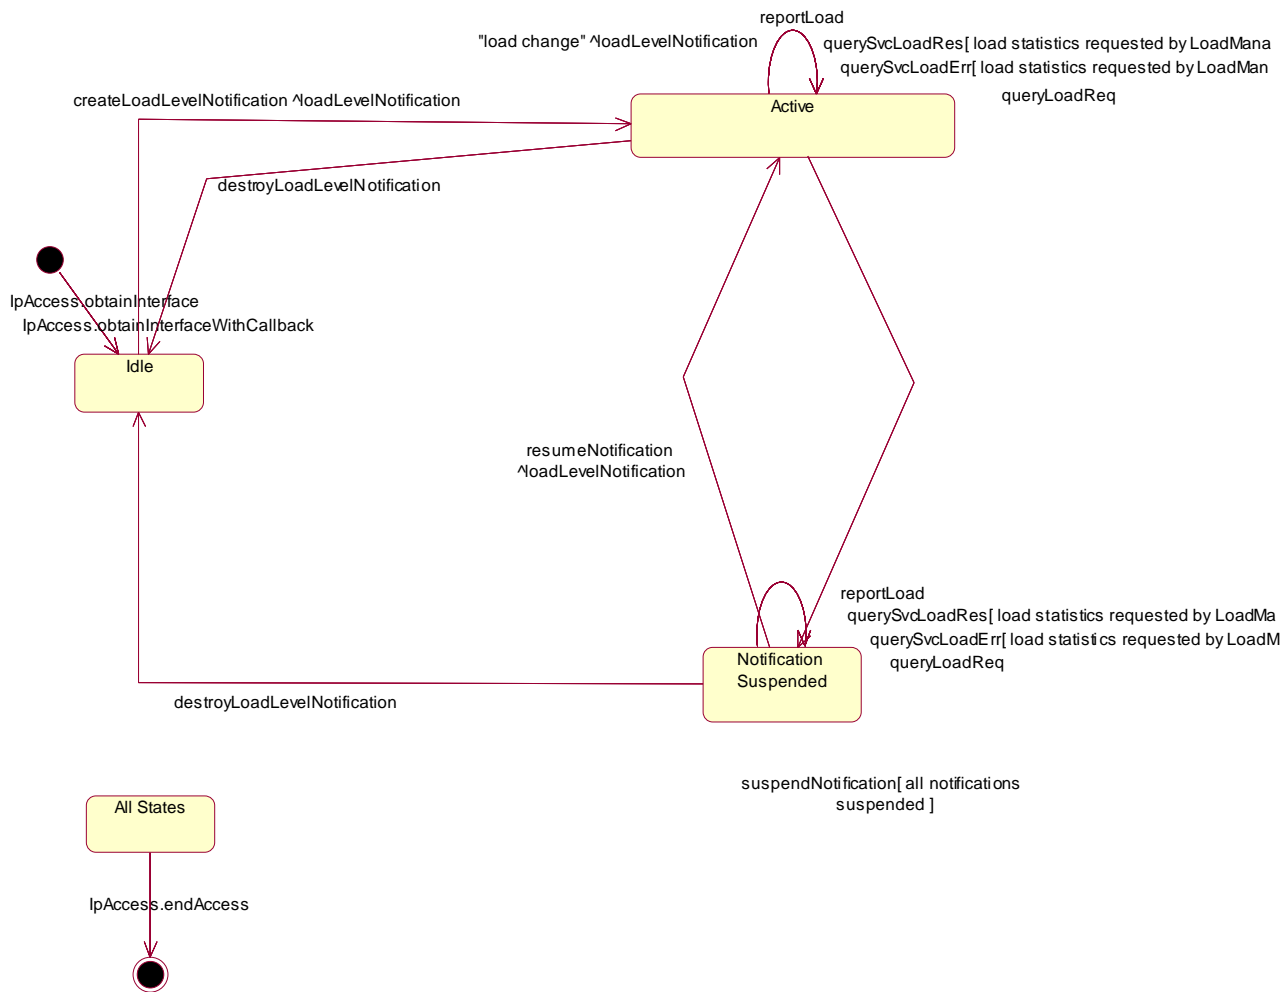 reportLoad
"load change" ^loadLevelNotification
querySvcLoadRes[ load statistics requested by LoadMana
querySvcLoadErr[ load statistics requested by LoadMan
queryLoadReq
createLoadLevelNotification ^loadLevelNotification
Active
destroyLoadLevelNotification
IpAccess.obtainInterface
IpAccess.obtainInterfaceWithCallback
Idle
resumeNotification
^loadLevelNotification
reportLoad
querySvcLoadRes[ load statistics requested by LoadMa
querySvcLoadErr[ load statistics requested by LoadM
queryLoadReq
Notification
Suspended
destroyLoadLevelNotification
suspendNotification[ all notifications
suspended ]
All States
IpAccess.endAccess